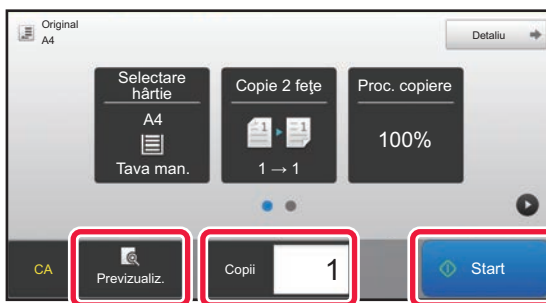 Original
A4
Detaliu
Selectare
hârtie
A4
Tava man.
Copie 2 feţe
1 → 1
Proc. copiere
100%
CA
Previzualiz.
Copii
1
Start